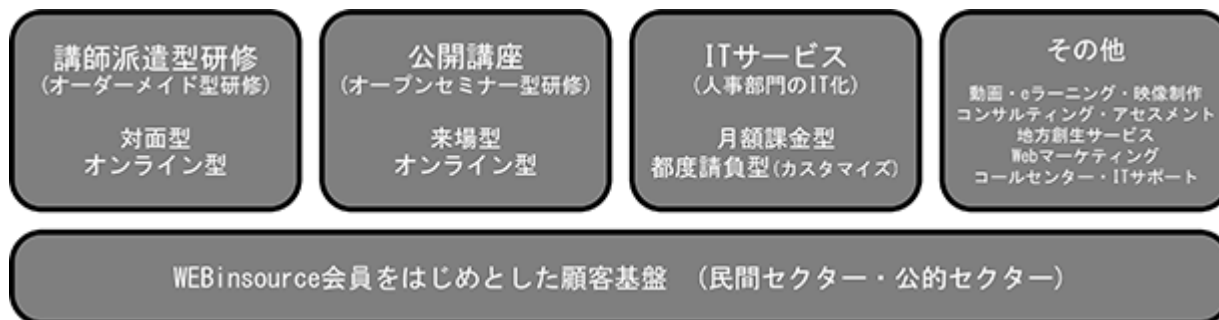 講師派遣型研修
(オーダーメイド型研修)
対面型
オンライン型
公開講座
(オープンセミナー型研修)
来場型
オンライン型
ITサービス
(人事部門のIT化)
月額課金型
都度請負型(カスタマイズ)
その他
動画・eラーニング・映像制作
コンサルティング・アセスメント
地方創生サービス
Webマーケティング
コールセンター・ITサポート
WEBinsource会員をはじめとした顧客基盤 (民間セクター・公的セクター)